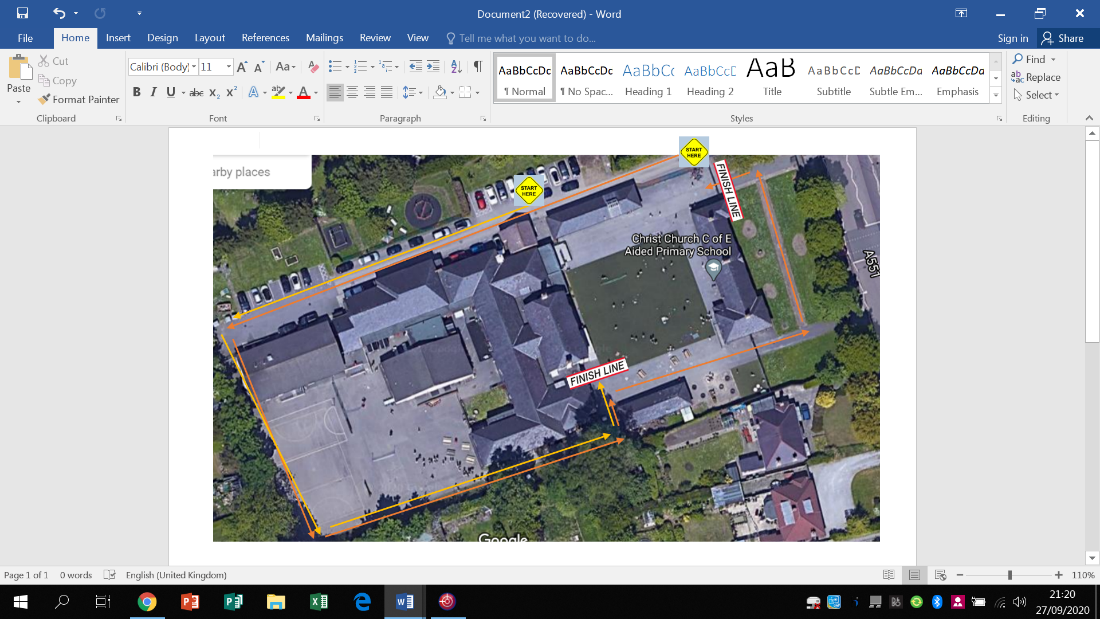 Document2 (Recovered) - Word
File Home Insert Design Layout References Mailings Review View Tell me what you want to do... Sign in Share
Paste
Cut
Copy
Format Painter
Clipboard
Calibri (Body) 11
Font
Paragraph
AaBbCcDc AaBbCcDc AaBbCc AaBbCcD AaB AaBbCcD AaBbCcDa AaBbCcDa
¶ Normal ¶ No Spac... Heading 1 Heading 2 Title Subtitle Subtle Em... Emphasis
Styles
Find
Replace
Select
Editing
arby places
START
HERE
START
HERE
FINISH LINE
Christ Church C of E
Aided Primary School
A551
FINISH LINE
Google
Page 1 of 1 0 words English (United Kingdom) 110%
21:20
27/09/2020